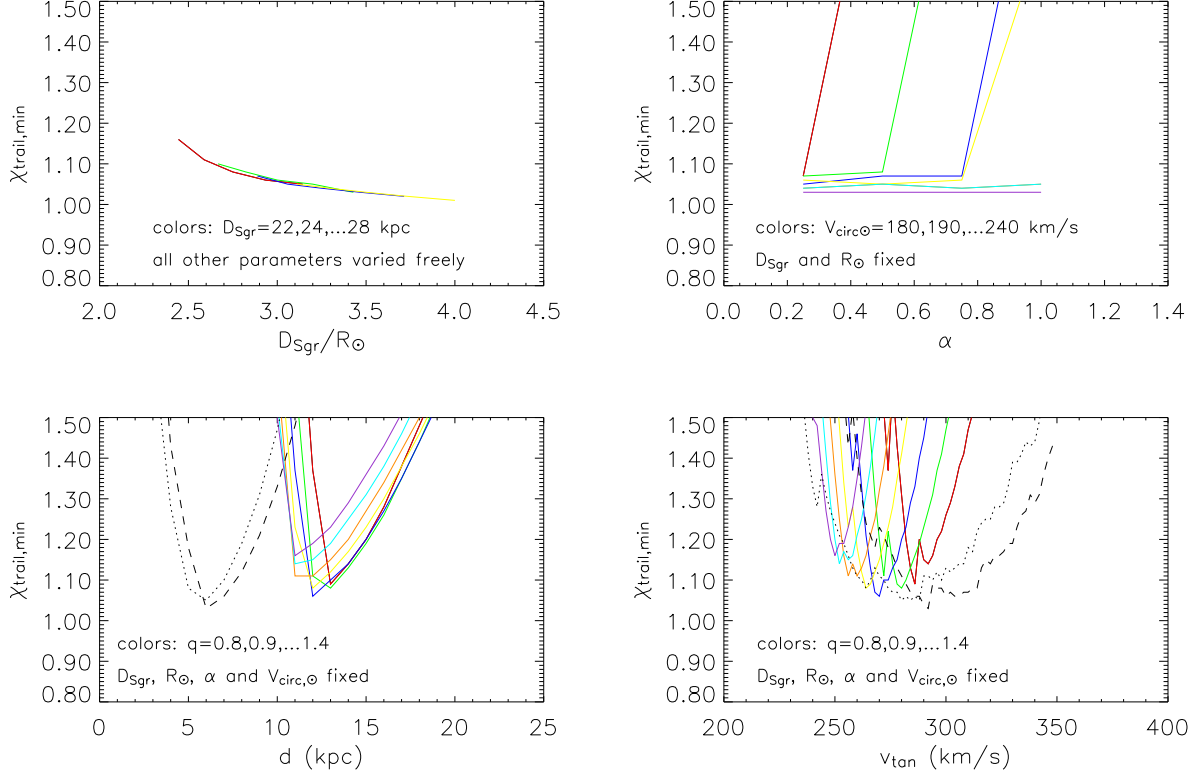 1.50
1.40
1.30
1.20
1.10
1.00
0.90
0.80
χtrail,min
colors: DSgr=22,24,...28 kpc
all other parameters varied freely
2.0 2.5 3.0 3.5 4.0 4.5
DSgr/R⊙
1.50
1.40
1.30
1.20
1.10
1.00
0.90
0.80
χtrail,min
colors: Vcirc⊙=180,190,...240 km/s
DSgr and R⊙ fixed
0.0 0.2 0.4 0.6 0.8 1.0 1.2 1.4
α
1.50
1.40
1.30
1.20
1.10
1.00
0.90
0.80
χtrail,min
colors: q=0.8,0.9,...1.4
DSgr, R⊙, α and Vcirc,⊙ fixed
0 5 10 15 20 25
d (kpc)
1.50
1.40
1.30
1.20
1.10
1.00
0.90
0.80
χtrail,min
colors: q=0.8,0.9,...1.4
DSgr, R⊙, α and Vcirc,⊙ fixed
200 250 300 350 400
vtan (km/s)